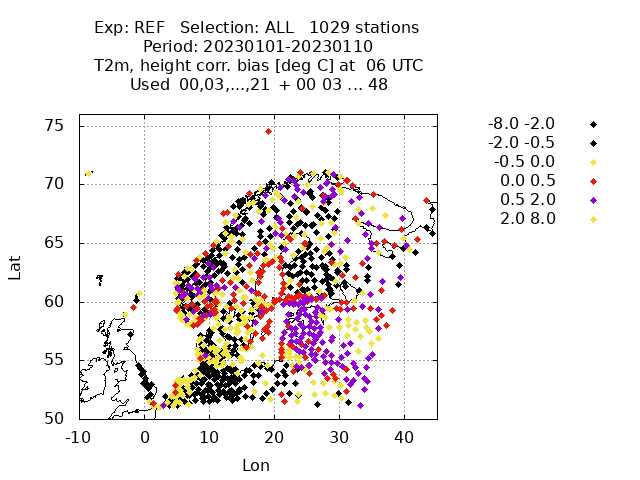 Exp: REF   Selection: ALL   1029 stations
Period: 20230101-20230110
T2m, height corr. bias [deg C] at  06 UTC
Used  00,03,...,21  + 00 03 ... 48
-8.0 -2.0
-2.0 -0.5
-0.5 0.0
0.0 0.5
0.5 2.0
2.0 8.0
75
70
65
60
55
50
Lat
-10 0 10 20 30 40
Lon